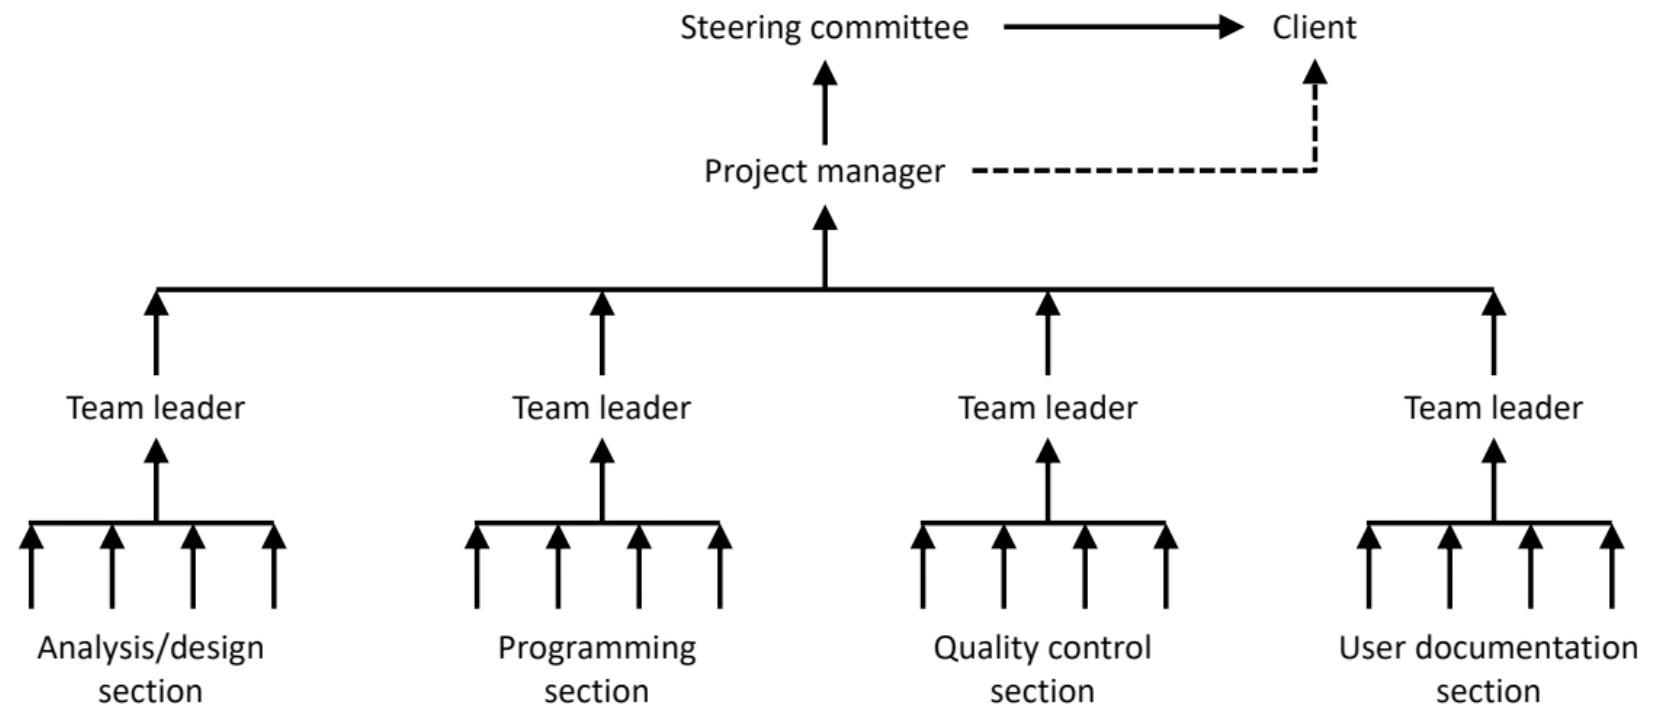 Steering committee
Client
Project manager
Team leader
Team leader
Team leader
Team leader
Analysis/design
section
Programming
section
Quality control
section
User documentation
section